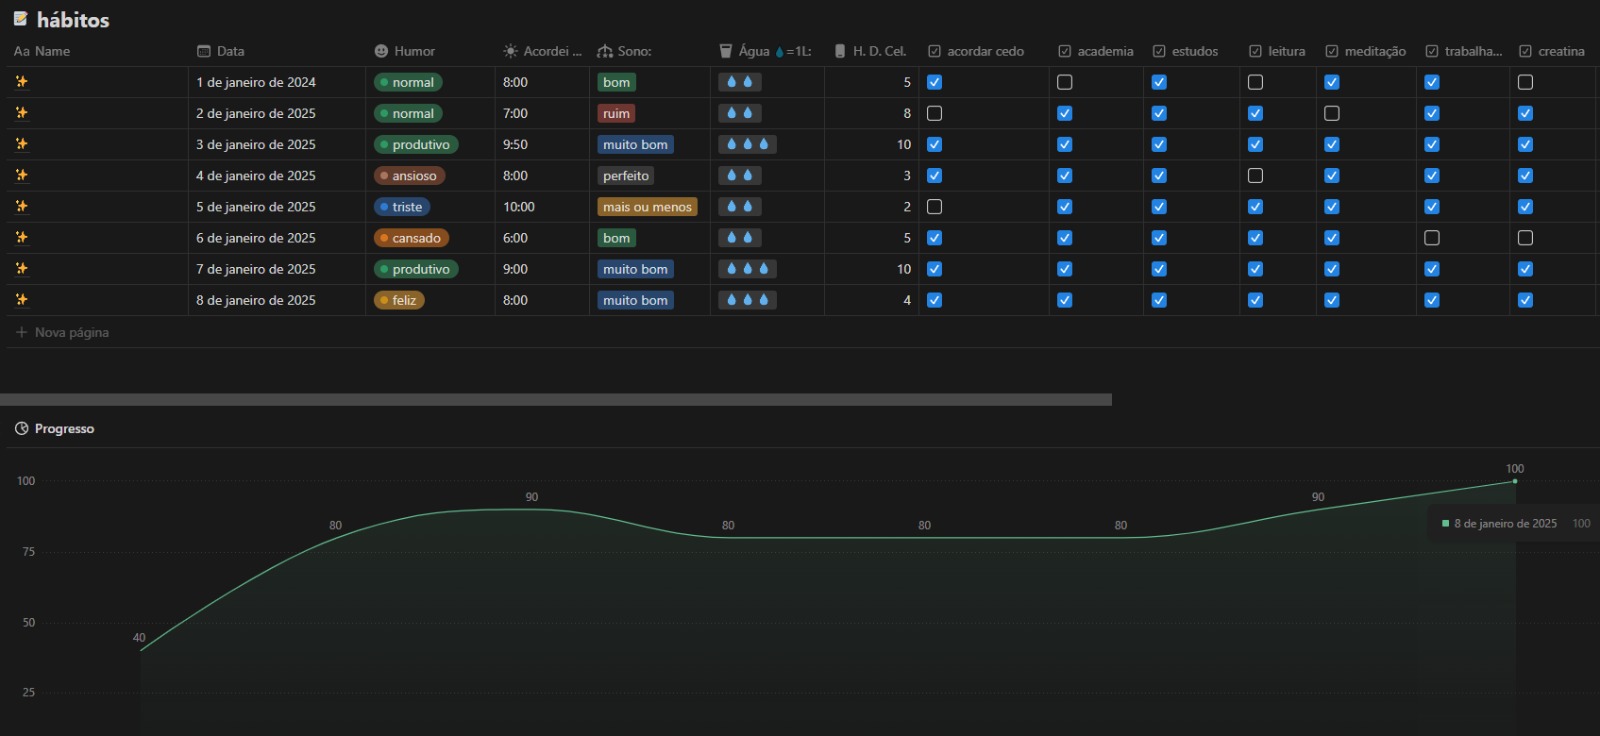 hábitos
Aa Name Data Humor Acordei ... Sono: Água 💧=1L: H. D. Cel. acordar cedo academia estudos leitura meditação trabalha... creatina
1 de janeiro de 2024 normal 8:00 bom 5
2 de janeiro de 2025 normal 7:00 ruim 8
3 de janeiro de 2025 produtivo 9:50 muito bom 10
4 de janeiro de 2025 ansioso 8:00 perfeito 3
5 de janeiro de 2025 triste 10:00 mais ou menos 2
6 de janeiro de 2025 cansado 6:00 bom 5
7 de janeiro de 2025 produtivo 9:00 muito bom 10
8 de janeiro de 2025 feliz 8:00 muito bom 4
+ Nova página
Progresso
100
100
90
90
80
80
80
80
8 de janeiro de 2025 100
75
50
40
25